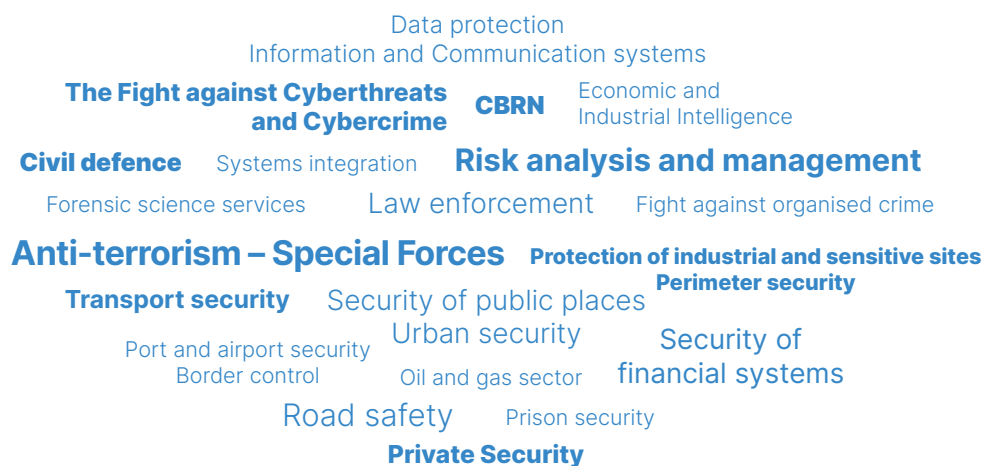 Data protection
Information and Communication systems
The Fight against Cyberthreats
and Cybercrime
CBRN
Economic and
Industrial Intelligence
Civil defence
Systems integration
Risk analysis and management
Forensic science services
Law enforcement
Fight against organised crime
Anti-terrorism – Special Forces
Protection of industrial and sensitive sites
Perimeter security
Transport security
Security of public places
Urban security
Port and airport security
Border control
Oil and gas sector
Security of
financial systems
Road safety
Prison security
Private Security